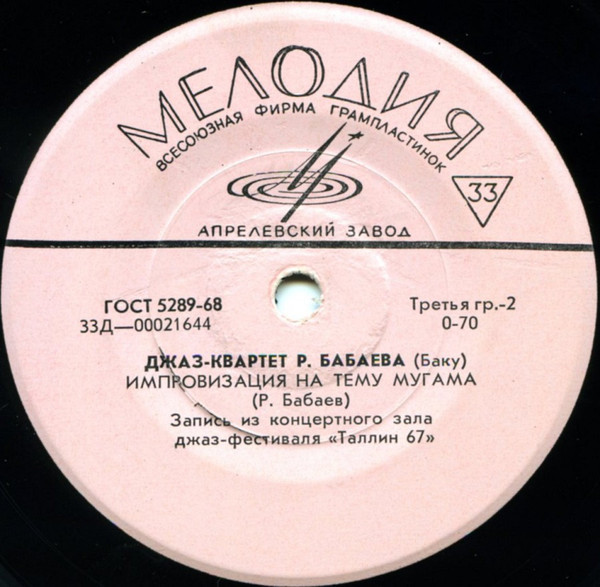 МЕЛОДИЯ
ВСЕСОЮЗНАЯ ФИРМА ГРАМПЛАСТИНОК
33
АПРЕЛЕВСКИЙ ЗАВОД
ГОСТ 5289-68
Третья гр.-2
33Д—00021644
0-70
ДЖАЗ-КВАРТЕТ Р. БАБАЕВА (Баку)
ИМПРОВИЗАЦИЯ НА ТЕМУ МУГАМА
(Р. Бабаев)
Запись из концертного зала
джаз-фестиваля «Таллин 67»